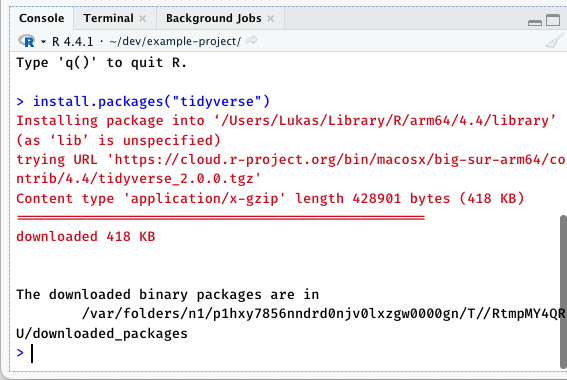 Console Terminal × Background Jobs ×
R 4.4.1 · ~/dev/example-project/
Type 'q()' to quit R.
> install.packages("tidyverse")
Installing package into ‘/Users/Lukas/Library/R/arm64/4.4/library’
(as ‘lib’ is unspecified)
trying URL 'https://cloud.r-project.org/bin/macosx/big-sur-arm64/co
ntrib/4.4/tidyverse_2.0.0.tgz'
Content type 'application/x-gzip' length 428901 bytes (418 KB)
==================================================
downloaded 418 KB
The downloaded binary packages are in
/var/folders/n1/p1hxy7856nndrd0njv0lxzgw0000gn/T//RtmpMY4QR
U/downloaded_packages
>